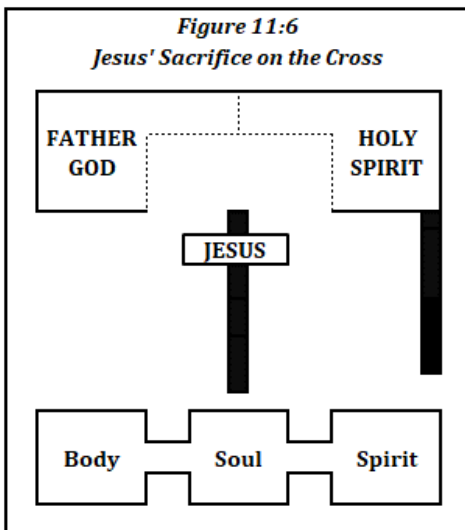 Figure 11:6
Jesus' Sacrifice on the Cross
FATHER
GOD
HOLY
SPIRIT
JESUS
Body
Soul
Spirit